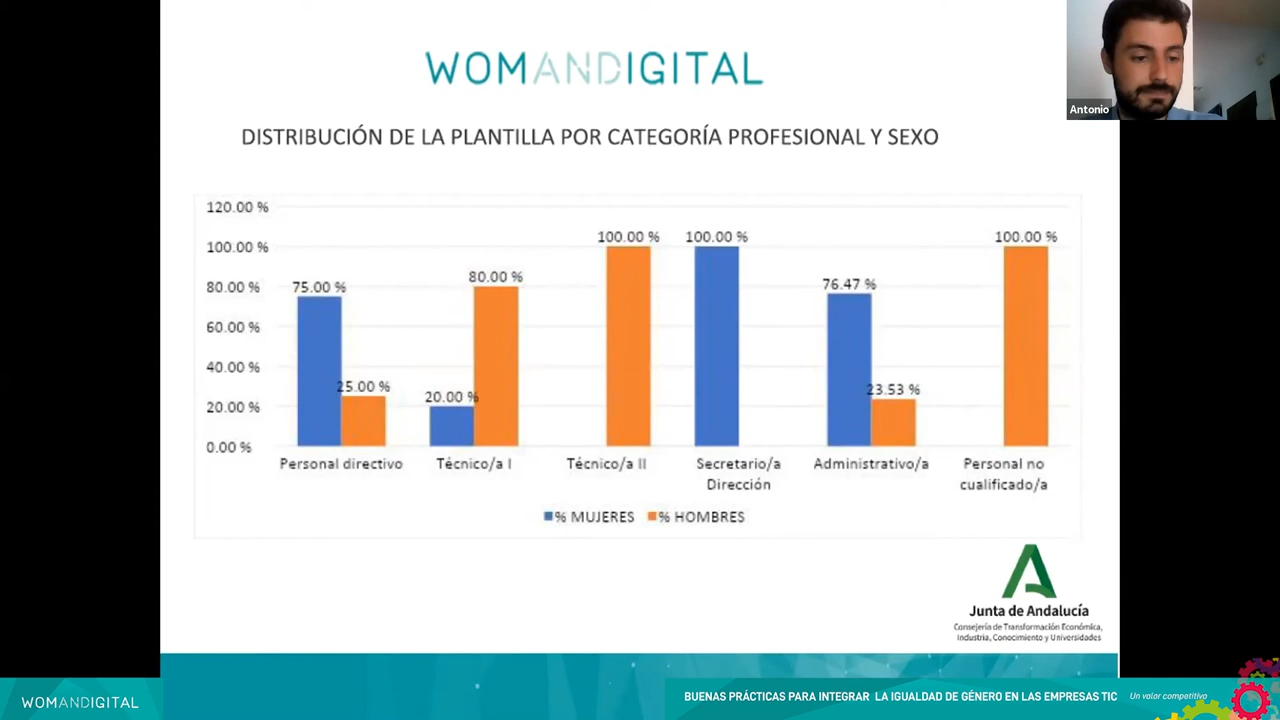 WOMANDIGITAL
Antonio
DISTRIBUCIÓN DE LA PLANTILLA POR CATEGORÍA PROFESIONAL Y SEXO
120.00 %
100.00 %
80.00 %
60.00 %
40.00 %
20.00 %
0.00 %
75.00 %
25.00 %
20.00 %
80.00 %
100.00 %
100.00 %
76.47 %
23.53 %
100.00 %
Personal directivo
Técnico/a I
Técnico/a II
Secretario/a
Dirección
Administrativo/a
Personal no
cualificado/a
% MUJERES
% HOMBRES
Junta de Andalucía
Consejería de Transformación Económica,
Industria, Conocimiento y Universidades
WOMANDIGITAL
BUENAS PRÁCTICAS PARA INTEGRAR LA IGUALDAD DE GÉNERO EN LAS EMPRESAS TIC
Un valor competitivo